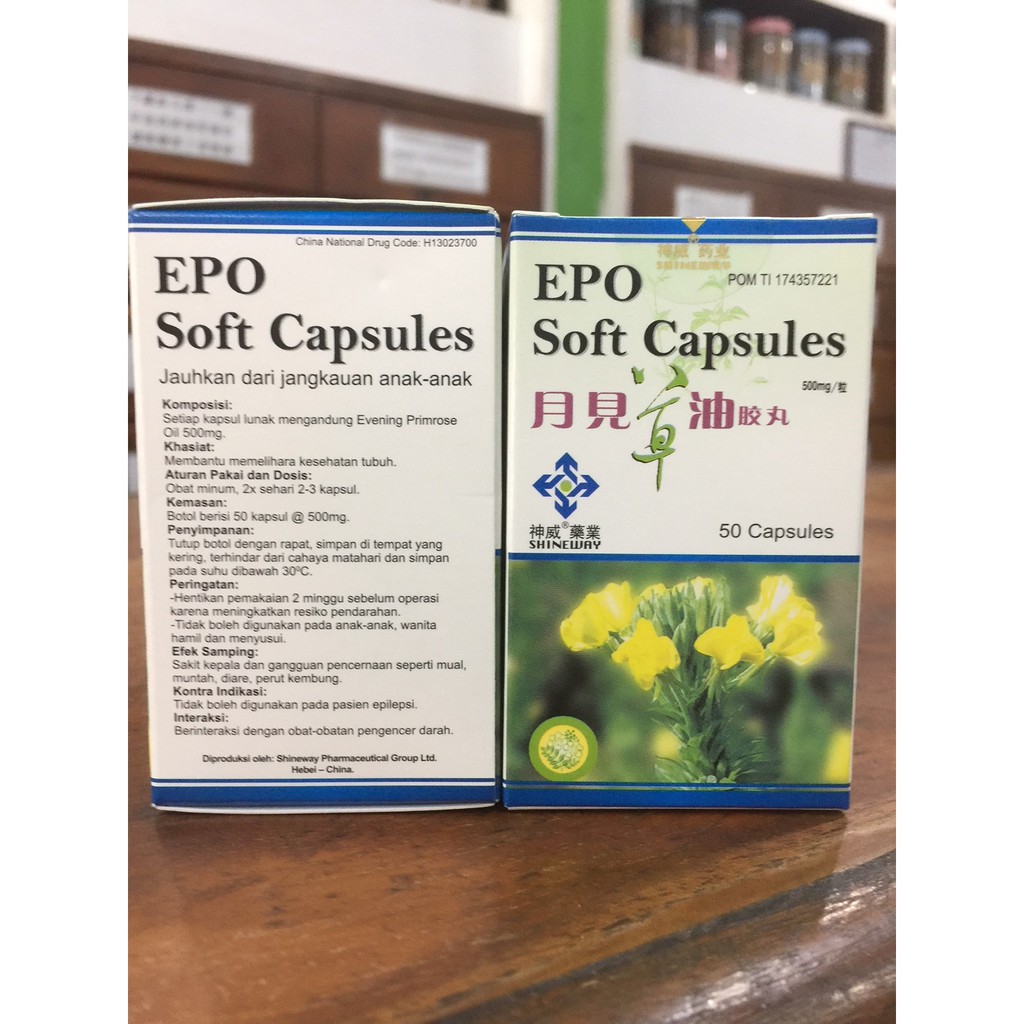 China National Drug Code: H13023700
EPO
Soft Capsules
Jauhkan dari jangkauan anak-anak
Komposisi:
Setiap kapsul lunak mengandung Evening Primrose
Oil 500mg.
Khasiat:
Membantu memelihara kesehatan tubuh.
Aturan Pakai dan Dosis:
Obat minum, 2x sehari 2-3 kapsul.
Kemasan:
Botol berisi 50 kapsul @ 500mg.
Penyimpanan:
Tutup botol dengan rapat, simpan di tempat yang
kering, terhindar dari cahaya matahari dan simpan
pada suhu dibawah 30ºC.
Peringatan:
-Hentikan pemakaian 2 minggu sebelum operasi
karena meningkatkan resiko pendarahan.
-Tidak boleh digunakan pada anak-anak, wanita
hamil dan menyusui.
Efek Samping:
Sakit kepala dan gangguan pencernaan seperti mual,
muntah, diare, perut kembung.
Kontra Indikasi:
Tidak boleh digunakan pada pasien epilepsi.
Interaksi:
Berinteraksi dengan obat-obatan pengencer darah.
Diproduksi oleh: Shineway Pharmaceutical Group Ltd.
Hebei – China.
神威 药业
SHINEWAY
POM TI 174357221
EPO
Soft Capsules
500mg/粒
月見草油胶丸
神威®藥業
SHINEWAY
50 Capsules